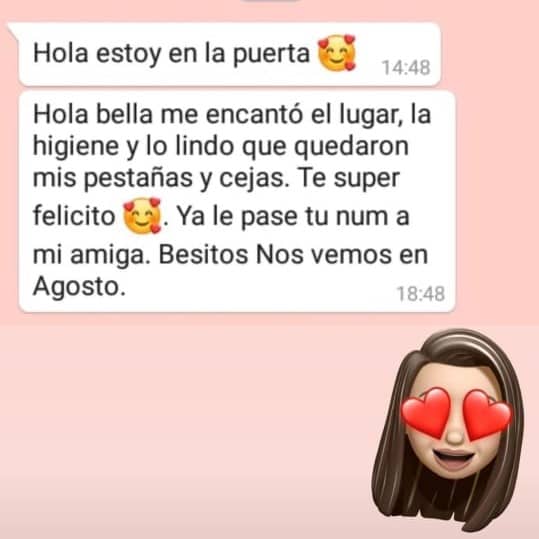 Hola estoy en la puerta 🥰
14:48
Hola bella me encantó el lugar, la
higiene y lo lindo que quedaron
mis pestañas y cejas. Te super
felicito 🥰. Ya le pase tu num a
mi amiga. Besitos Nos vemos en
Agosto.
18:48